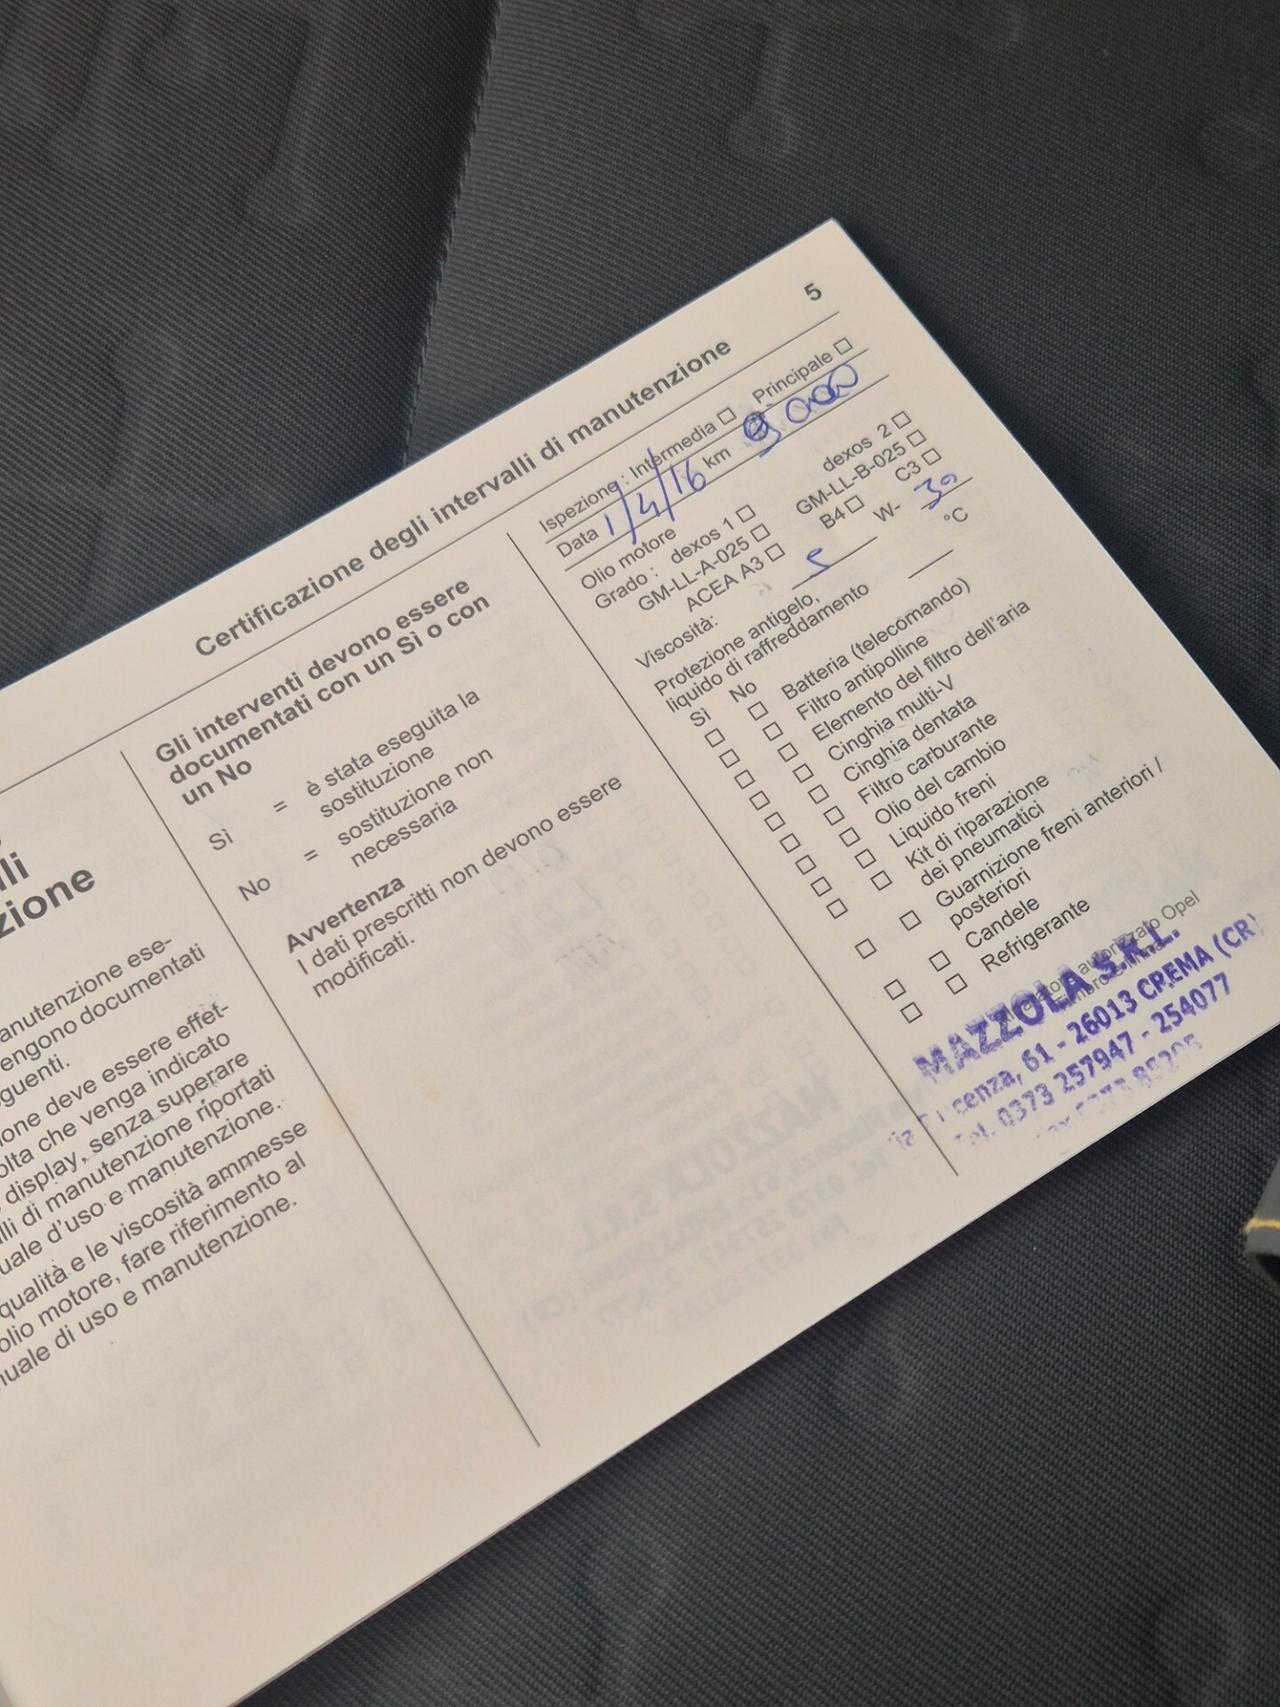 5
Certificazione degli intervalli di manutenzione
zione
anutenzione ese-
engono documentati
guenti.
one deve essere effet-
olta che venga indicato
display, senza superare
lli di manutenzione riportati
uale d'uso e manutenzione.
qualità e le viscosità ammesse
olio motore, fare riferimento al
nuale di uso e manutenzione.
Gli interventi devono essere
documentati con un Sì o con
un No
Sì = è stata eseguita la
sostituzione
No = sostituzione non
necessaria
Avvertenza
I dati prescritti non devono essere
modificati.
Ispezione : Intermedia ☐ Principale ☐
Data 1/4/16 km 9000
Olio motore
Grado : dexos 1 ☐ dexos 2 ☐
GM-LL-A-025 ☐ GM-LL-B-025 ☐
ACEA A3 ☐ B4 ☐ C3 ☐
Viscosità: 5 W- 30
Protezione antigelo,
liquido di raffreddamento °C
Sì No
☐ ☐ Batteria (telecomando)
☐ ☐ Filtro antipolline
☐ ☐ Elemento del filtro dell'aria
☐ ☐ Cinghia multi-V
☐ ☐ Cinghia dentata
☐ ☐ Filtro carburante
☐ ☐ Olio del cambio
☐ ☐ Liquido freni
☐ ☐ Kit di riparazione
dei pneumatici
☐ ☐ Guarnizione freni anteriori /
posteriori
☐ ☐ Candele
☐ ☐ Refrigerante
autorizzato Opel
MAZZOLA S.R.L.
61 - 26013 CREMA (CR)
Tel. 0373 257947 - 254077